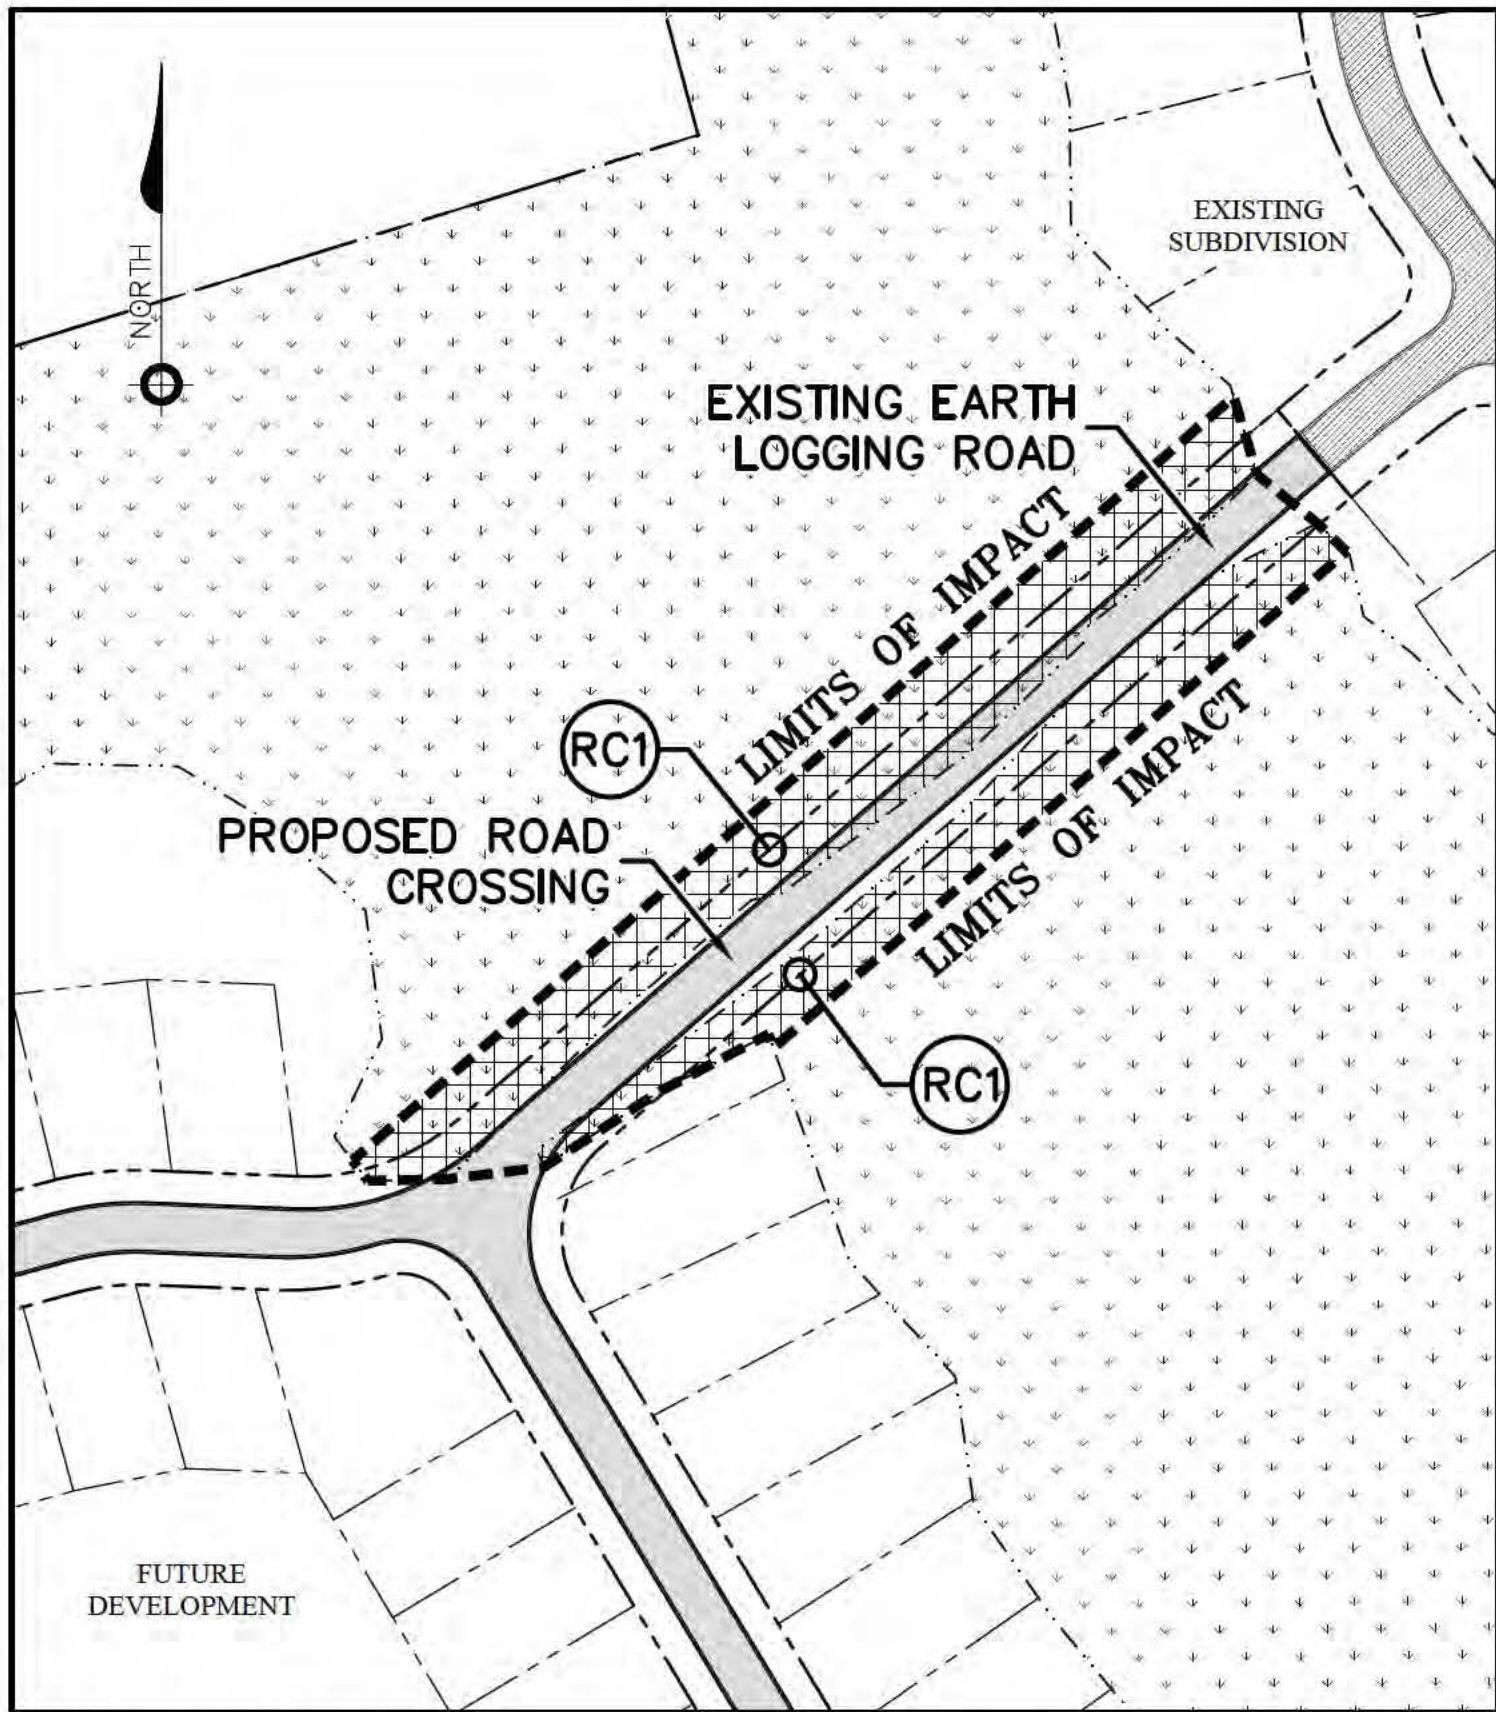 NORTH
EXISTING
SUBDIVISION
EXISTING EARTH
LOGGING ROAD
LIMITS OF IMPACT
RC1
PROPOSED ROAD
CROSSING
LIMITS OF IMPACT
RC1
FUTURE
DEVELOPMENT